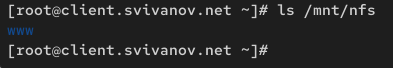 [root@client.svivanov.net ~]# ls /mnt/nfs
www
[root@client.svivanov.net ~]#